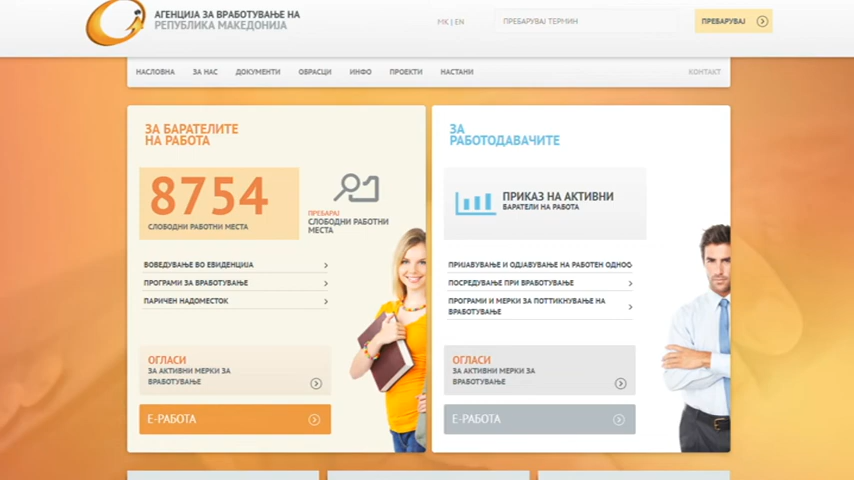 АГЕНЦИЈА ЗА ВРАБОТУВАЊЕ НА
РЕПУБЛИКА МАКЕДОНИЈА
МК | EN
ПРЕБАРУВАЈ ТЕРМИН
ПРЕБАРУВАЈ
НАСЛОВНА
ЗА НАС
ДОКУМЕНТИ
ОБРАСЦИ
ИНФО
ПРОЕКТИ
НАСТАНИ
КОНТАКТ
ЗА БАРАТЕЛИТЕ
НА РАБОТА
8754
СЛОБОДНИ РАБОТНИ МЕСТА
ПРЕБАРАЈ
СЛОБОДНИ РАБОТНИ
МЕСТА
ВОВЕДУВАЊЕ ВО ЕВИДЕНЦИЈА
ПРОГРАМИ ЗА ВРАБОТУВАЊЕ
ПАРИЧЕН НАДОМЕСТОК
ОГЛАСИ
ЗА АКТИВНИ МЕРКИ ЗА
ВРАБОТУВАЊЕ
Е-РАБОТА
ЗА
РАБОТОДАВАЧИТЕ
ПРИКАЗ НА АКТИВНИ
БАРАТЕЛИ НА РАБОТА
ПРИЈАВУВАЊЕ И ОДЈАВУВАЊЕ НА РАБОТЕН ОДНОС
ПОСРЕДУВАЊЕ ПРИ ВРАБОТУВАЊЕ
ПРОГРАМИ И МЕРКИ ЗА ПОТТИКНУВАЊЕ НА
ВРАБОТУВАЊЕ
ОГЛАСИ
ЗА АКТИВНИ МЕРКИ ЗА
ВРАБОТУВАЊЕ
Е-РАБОТА